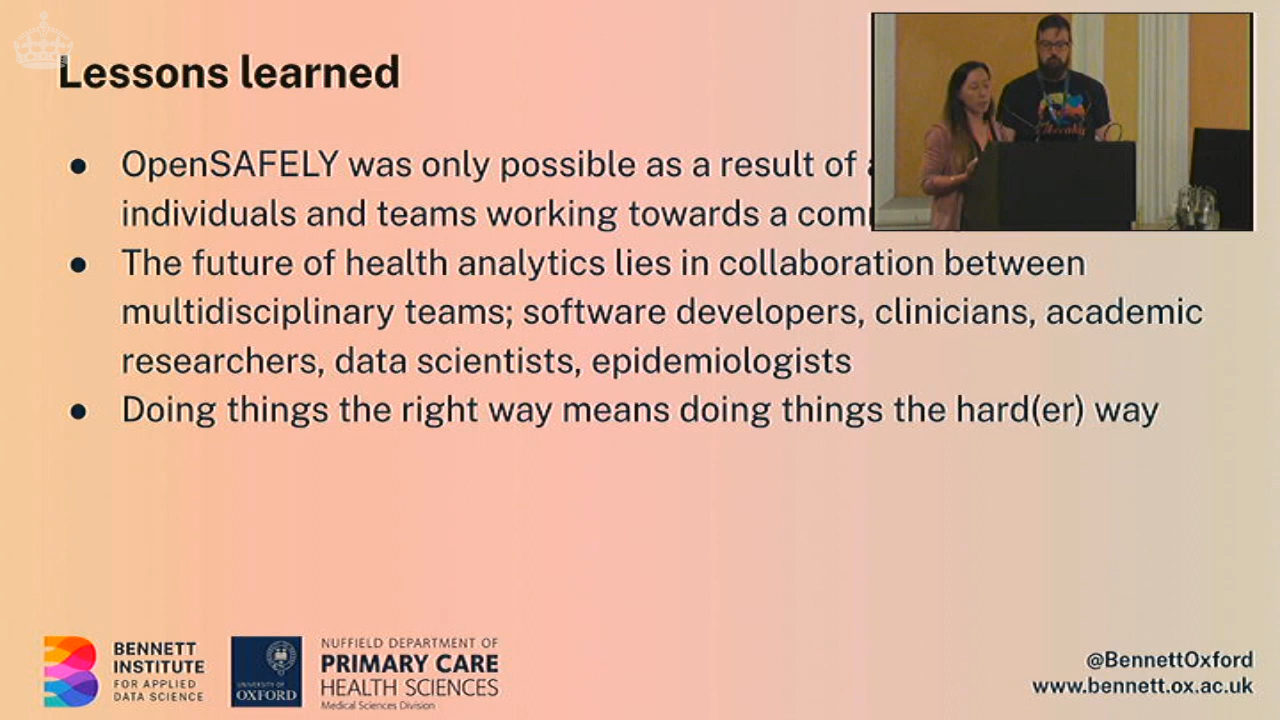 Lessons learned
● OpenSAFELY was only possible as a result of
individuals and teams working towards a
● The future of health analytics lies in collaboration between
multidisciplinary teams; software developers, clinicians, academic
researchers, data scientists, epidemiologists
● Doing things the right way means doing things the hard(er) way
BENNETT
INSTITUTE
FOR APPLIED
DATA SCIENCE
UNIVERSITY OF
OXFORD
NUFFIELD DEPARTMENT OF
PRIMARY CARE
HEALTH SCIENCES
Medical Sciences Division
@BennettOxford
www.bennett.ox.ac.uk